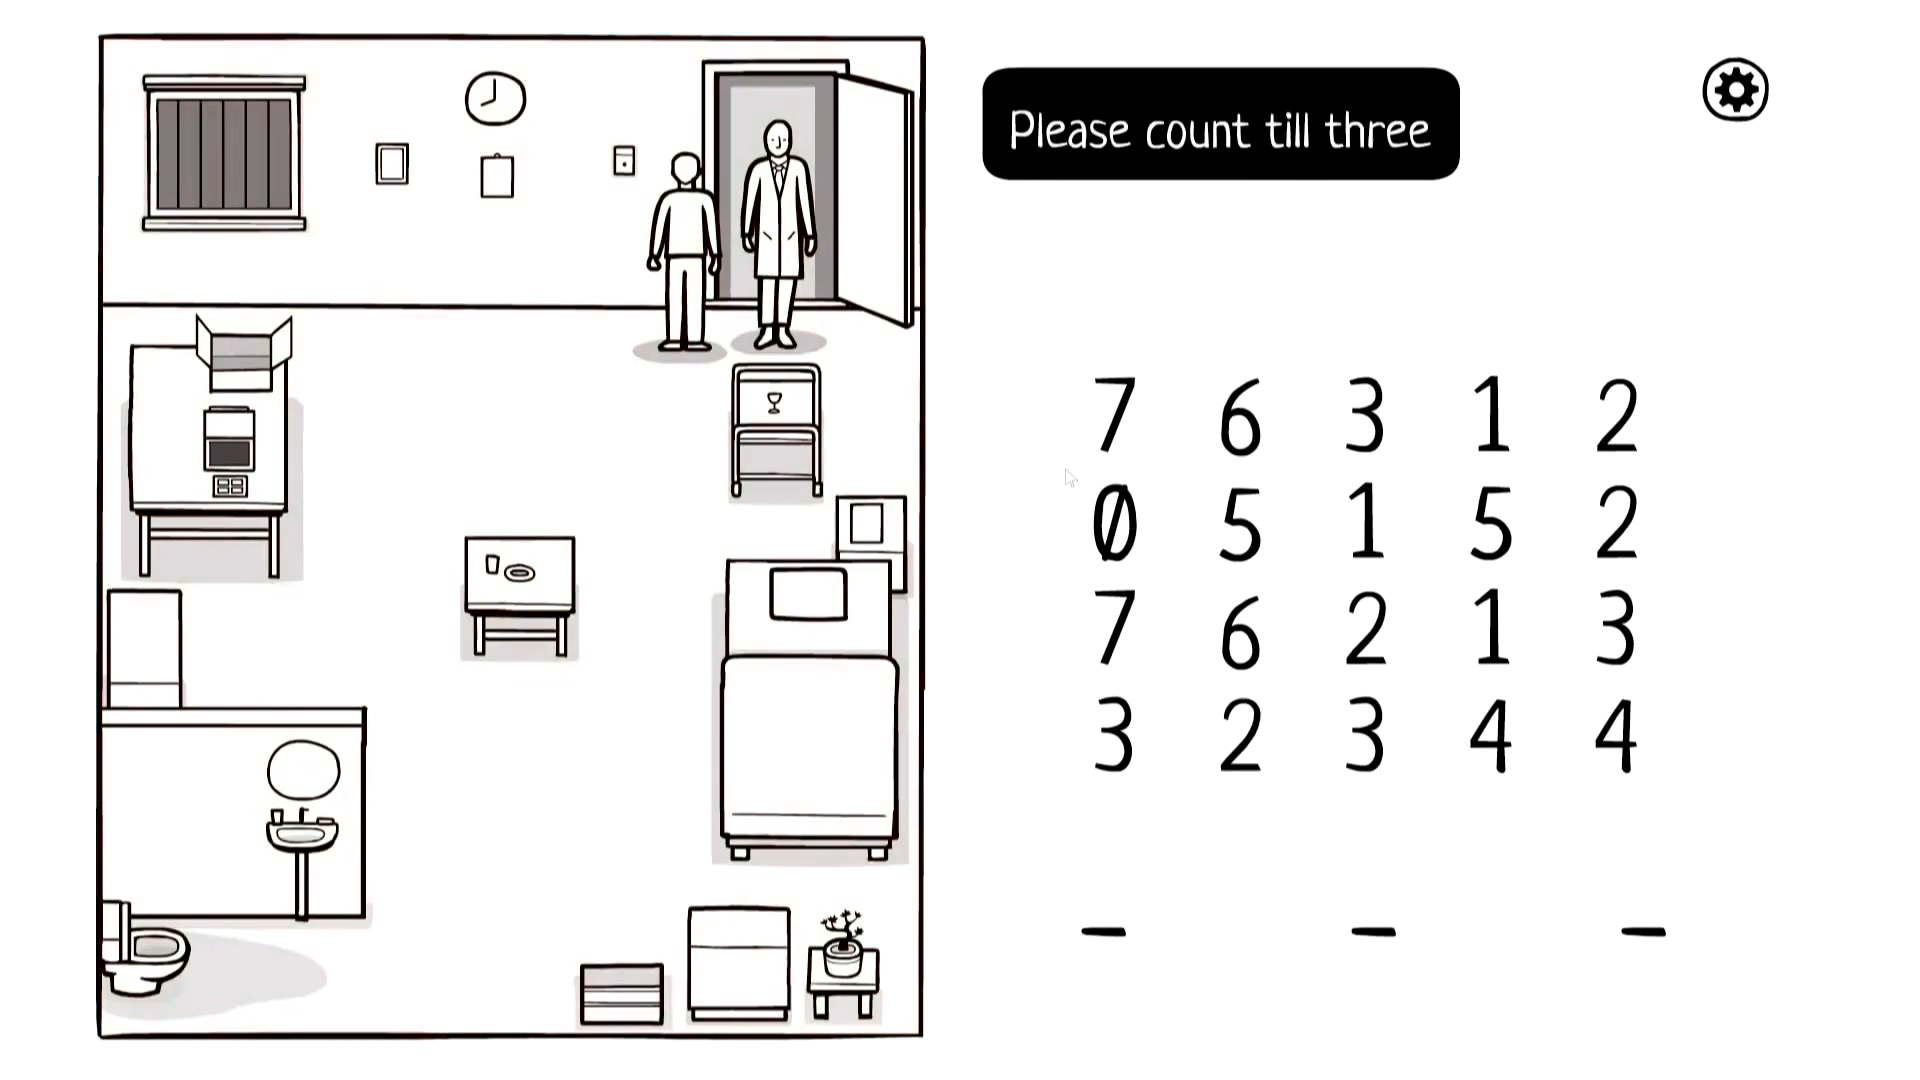 Please count till three
7 6 3 1 2
0 5 1 5 2
7 6 2 1 3
3 2 3 4 4
_ _ _